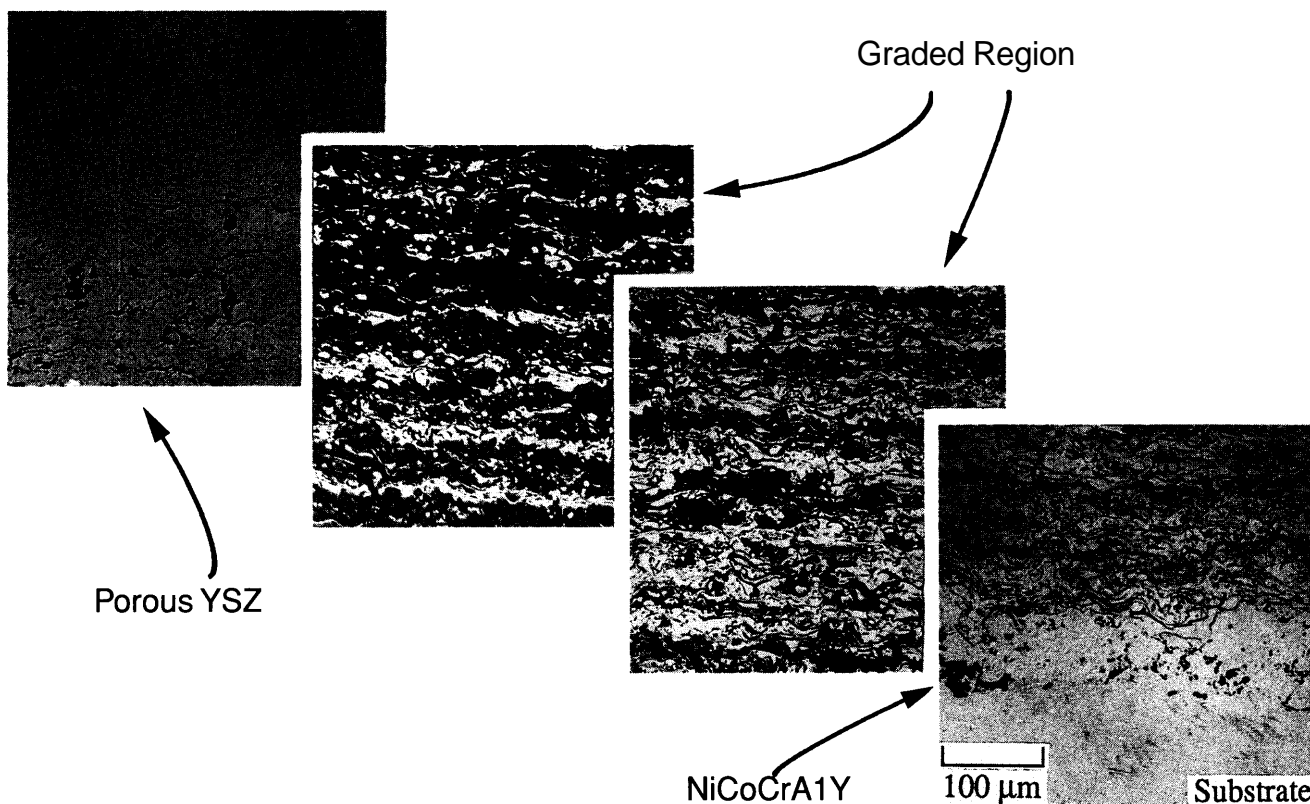 Graded Region
Porous YSZ
NiCoCrA1Y
100 μm
Substrate